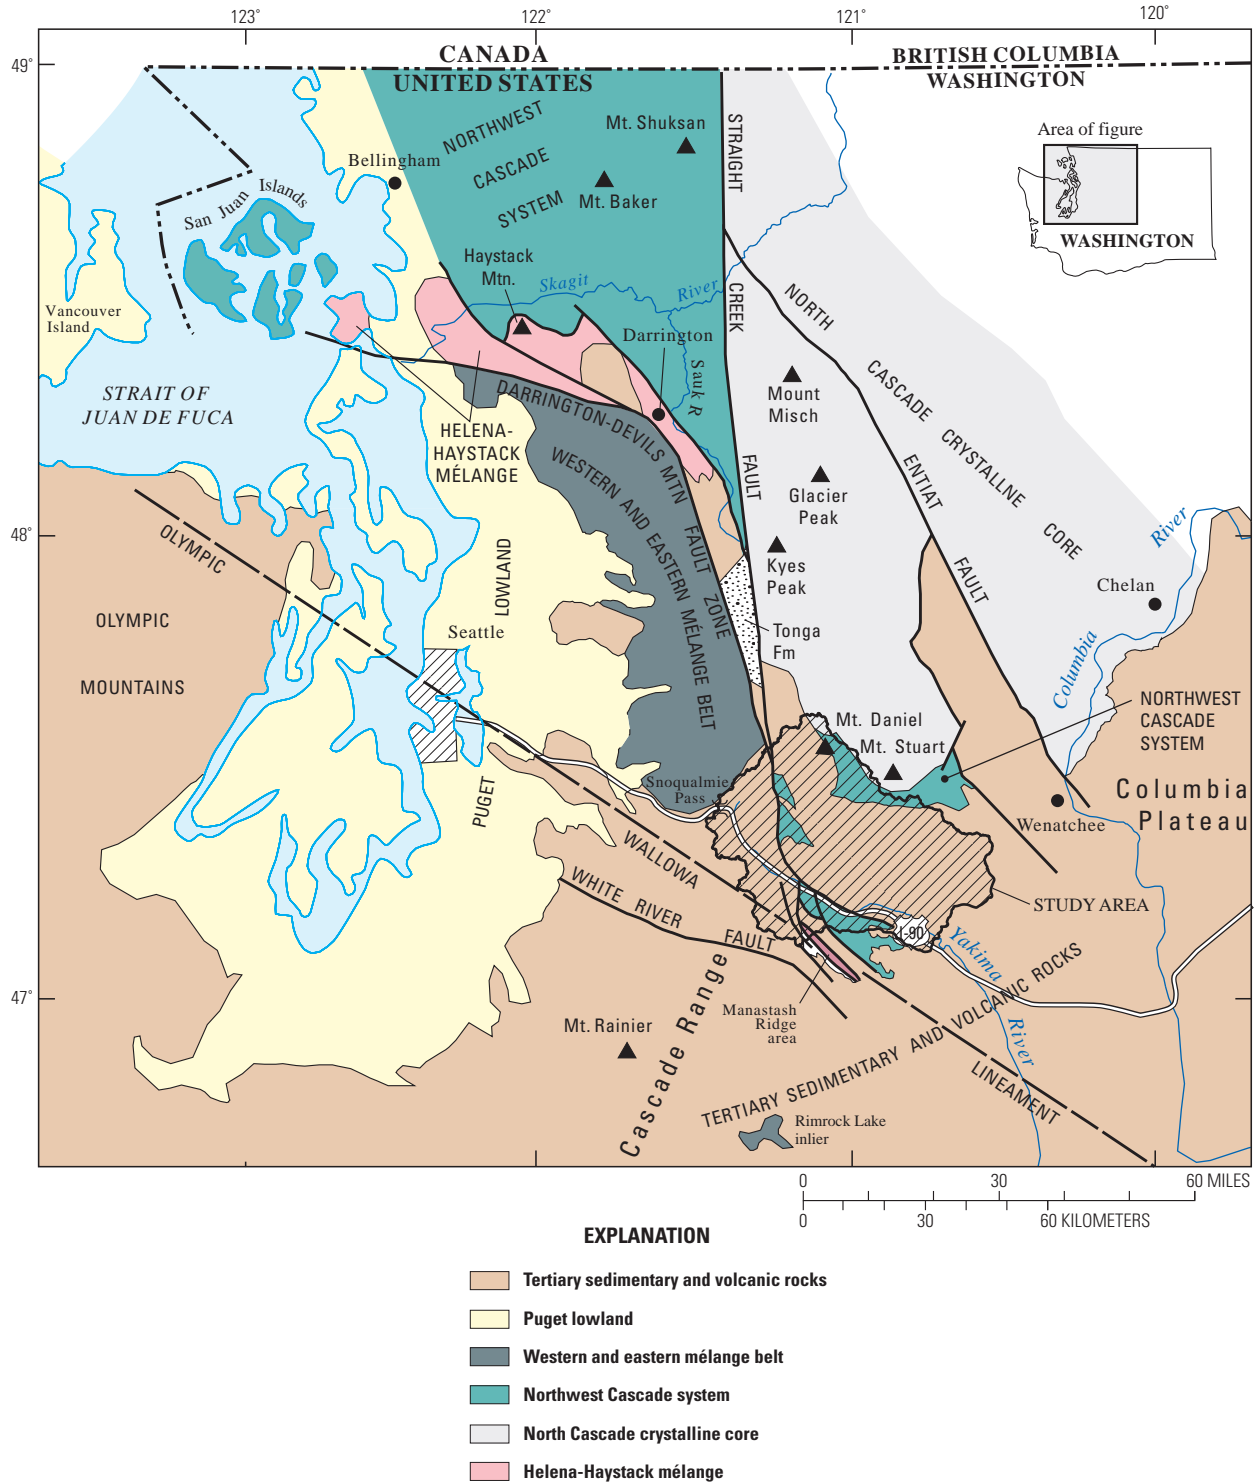 123°
122°
121°
120°
49°
48°
47°
CANADA
UNITED STATES
BRITISH COLUMBIA
WASHINGTON
Area of figure
WASHINGTON
NORTHWEST
CASCADE
SYSTEM
Mt. Shuksan
Mt. Baker
Bellingham
San Juan Islands
Vancouver
Island
STRAIT OF
JUAN DE FUCA
Haystack
Mtn.
Skagit
River
Darrington
Sauk R
STRAIGHT
CREEK
FAULT
NORTH
CASCADE
CRYSTALLNE
CORE
Mount
Misch
Glacier
Peak
Kyes
Peak
ENTIAT
FAULT
HELENA-
HAYSTACK
MÉLANGE
DARRINGTON-DEVILS MTN FAULT ZONE
WESTERN AND EASTERN MÉLANGE BELT
Tonga
Fm
Chelan
Columbia
River
OLYMPIC
OLYMPIC
MOUNTAINS
PUGET
LOWLAND
Seattle
Mt. Daniel
Mt. Stuart
NORTHWEST
CASCADE
SYSTEM
Snoqualmie
Pass
Wenatchee
Columbia
Plateau
WALLOWA
WHITE RIVER
FAULT
STUDY AREA
I-90
Yakima
River
Manastash
Ridge
area
Mt. Rainier
Cascade Range
TERTIARY SEDIMENTARY AND VOLCANIC ROCKS
LINEAMENT
Rimrock Lake
inlier
0 30 60 MILES
0 30 60 KILOMETERS
EXPLANATION
Tertiary sedimentary and volcanic rocks
Puget lowland
Western and eastern mélange belt
Northwest Cascade system
North Cascade crystalline core
Helena-Haystack mélange